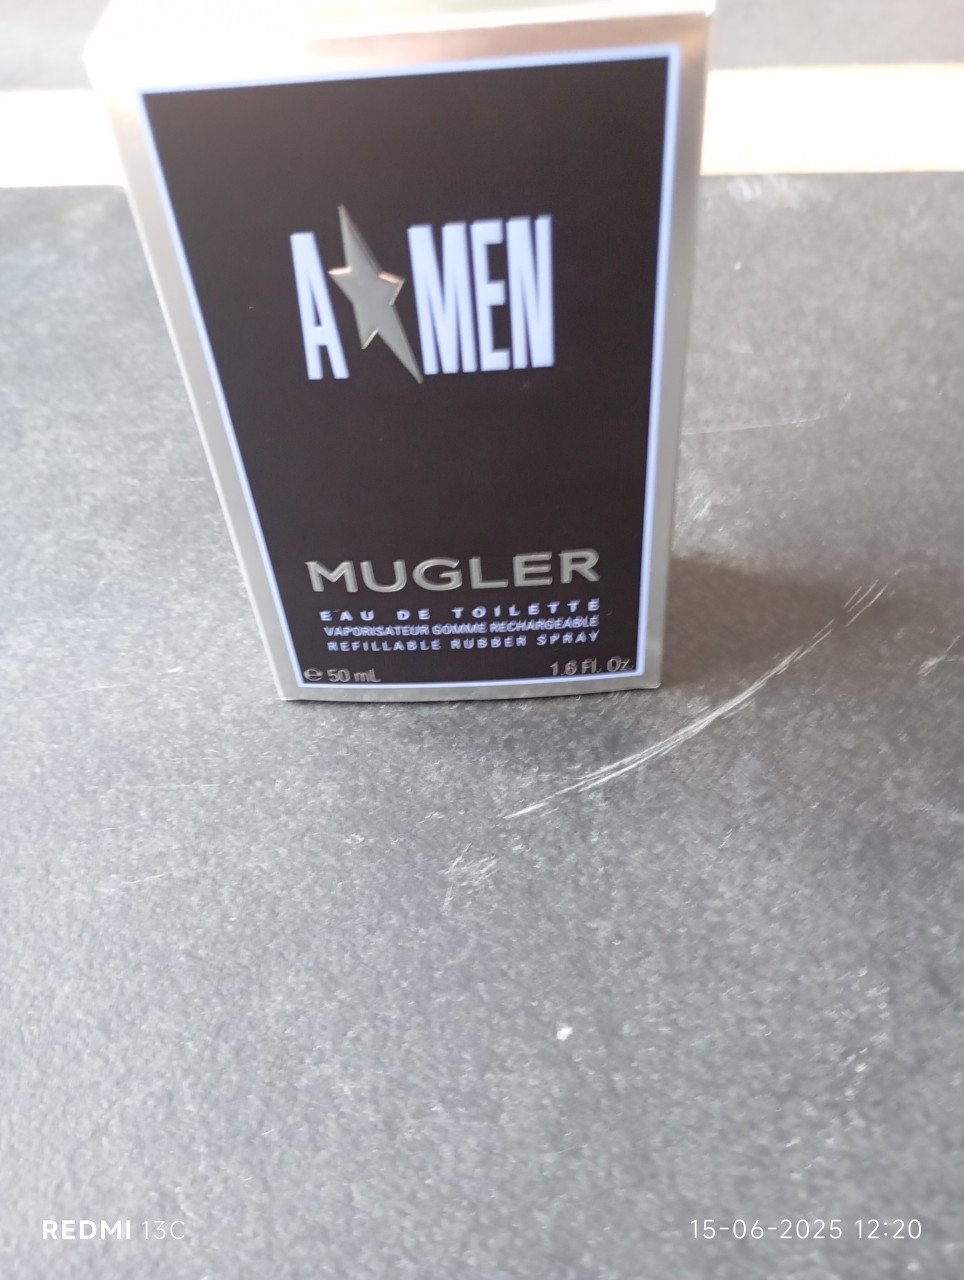 A MEN
MUGLER
EAU DE TOILETTE
VAPORISATEUR GOMME RECHARGEABLE
REFILLABLE RUBBER SPRAY
e 50 mL 1.6 Fl. Oz.
REDMI 13C 15-06-2025 12:20